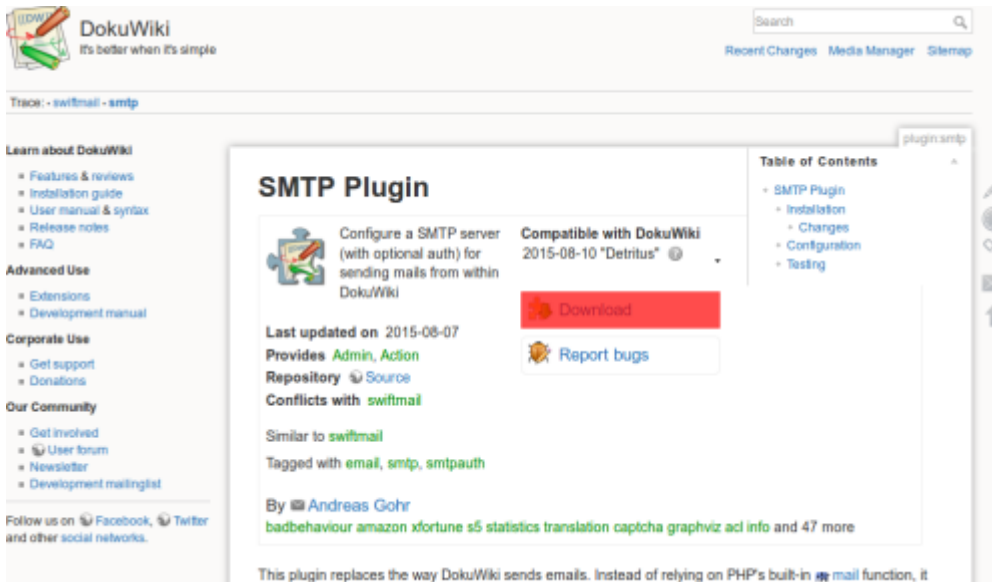 DokuWiki
It's better when it's simple
Search
Recent Changes Media Manager Sitemap
Trace: • swiftmail • smtp
plugin:smtp
Learn about DokuWiki
Features & reviews
Installation guide
User manual & syntax
Release notes
FAQ
Advanced Use
Extensions
Development manual
Corporate Use
Get support
Donations
Our Community
Get involved
User forum
Newsletter
Development mailinglist
Follow us on Facebook, Twitter
and other social networks.
SMTP Plugin
Configure a SMTP server
(with optional auth) for
sending mails from within
DokuWiki
Compatible with DokuWiki
2015-08-10 "Detritus"
Download
Report bugs
Last updated on 2015-08-07
Provides Admin, Action
Repository Source
Conflicts with swiftmail
Similar to swiftmail
Tagged with email, smtp, smtpauth
By Andreas Gohr
badbehaviour amazon xfortune s5 statistics translation captcha graphviz acl info and 47 more
Table of Contents
SMTP Plugin
Installation
Changes
Configuration
Testing
This plugin replaces the way DokuWiki sends emails. Instead of relying on PHP's built-in mail function, it